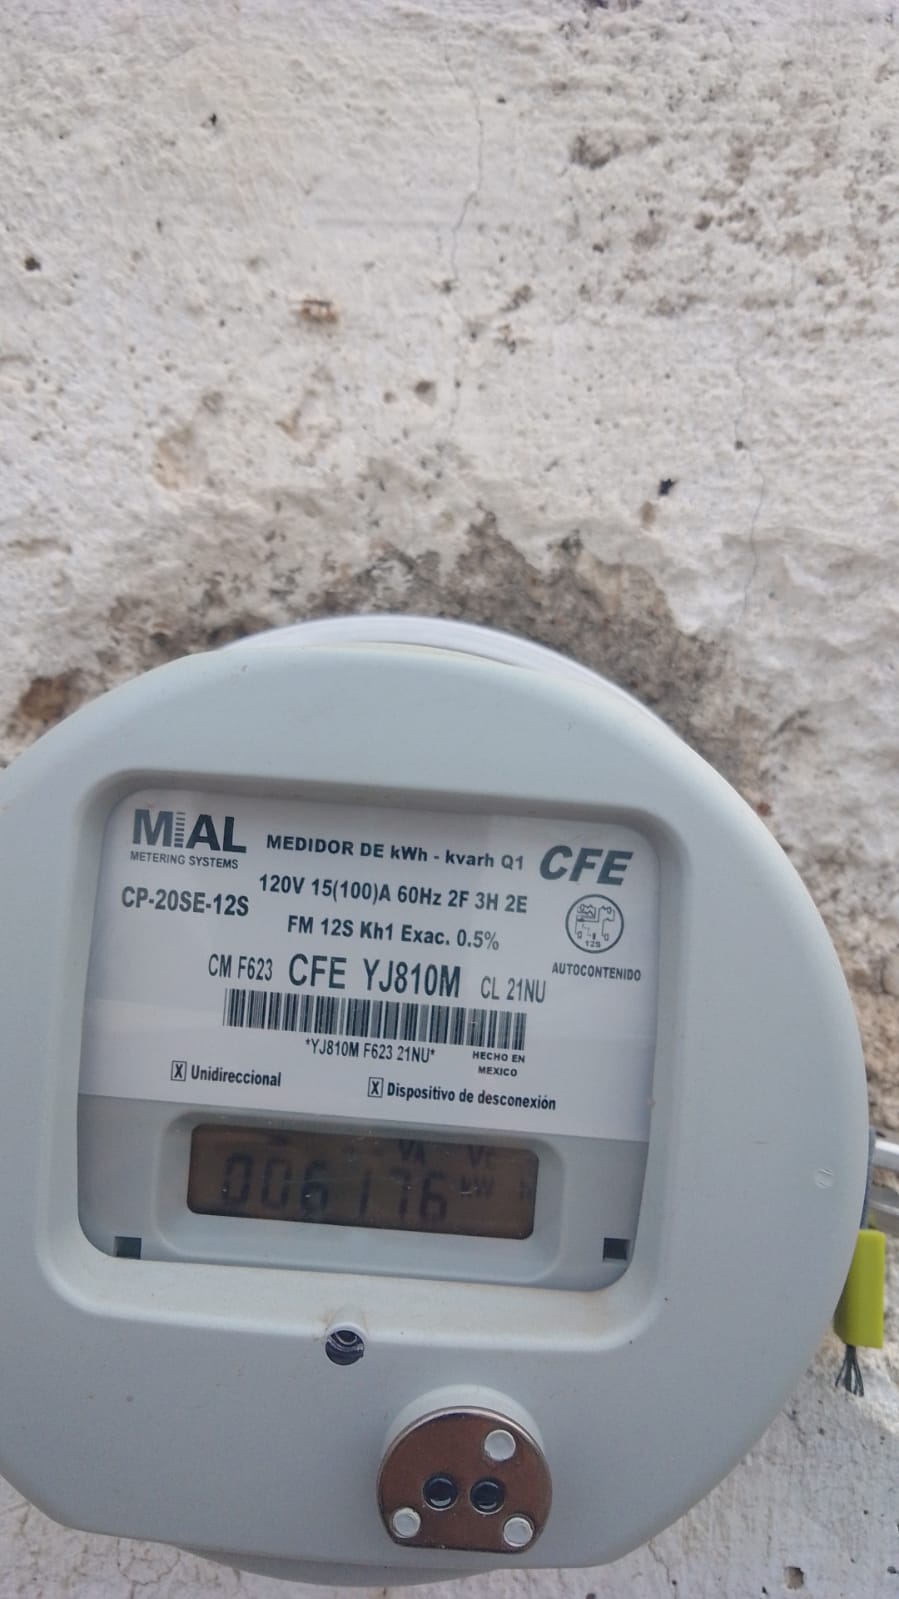 MIAL
METERING SYSTEMS
MEDIDOR DE kWh - kvarh Q1
CFE
CP-20SE-12S
120V 15(100)A 60Hz 2F 3H 2E
FM 12S Kh1 Exac. 0.5%
12S
AUTOCONTENIDO
CM F623 CFE YJ810M CL 21NU
*YJ810M F623 21NU*
HECHO EN
MEXICO
X Unidireccional
X Dispositivo de desconexión
006176 kW h